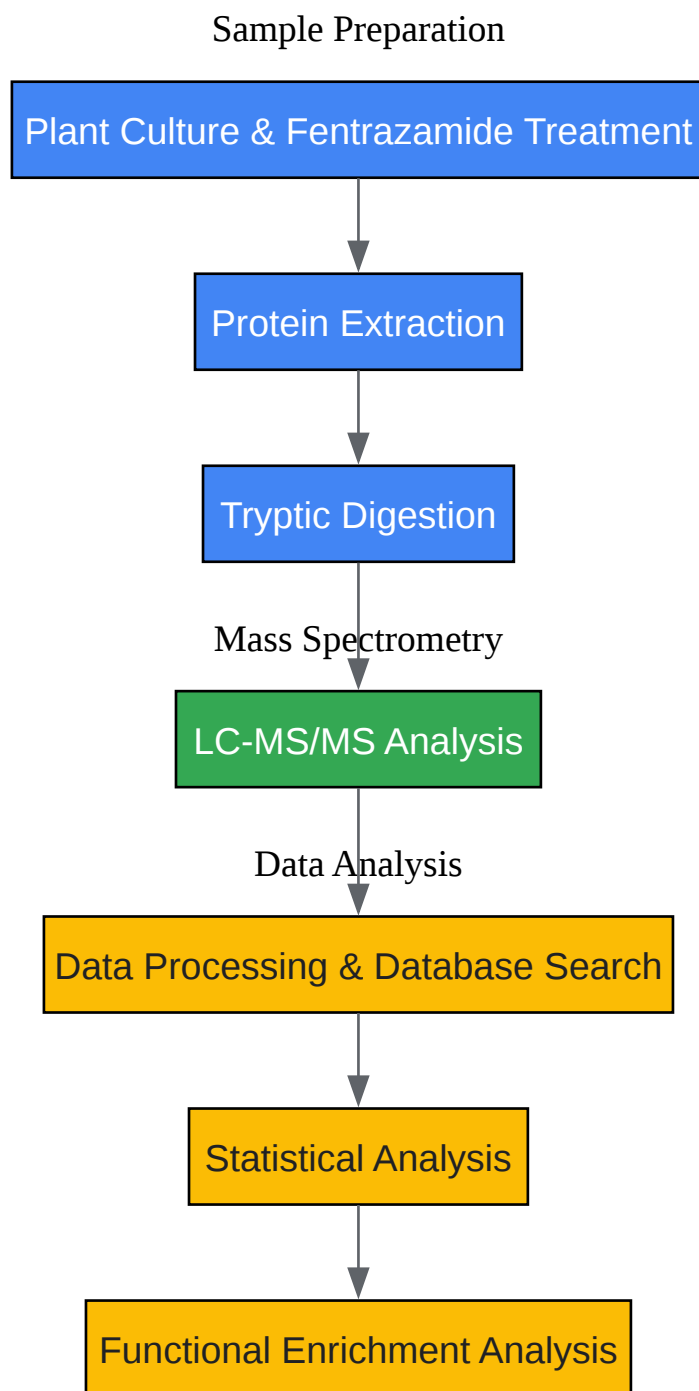 Sample Preparation
Plant Culture & Fentrazamide Treatment
Protein Extraction
Tryptic Digestion
Mass Spectrometry
LC-MS/MS Analysis
Data Analysis
Data Processing & Database Search
Statistical Analysis
Functional Enrichment Analysis